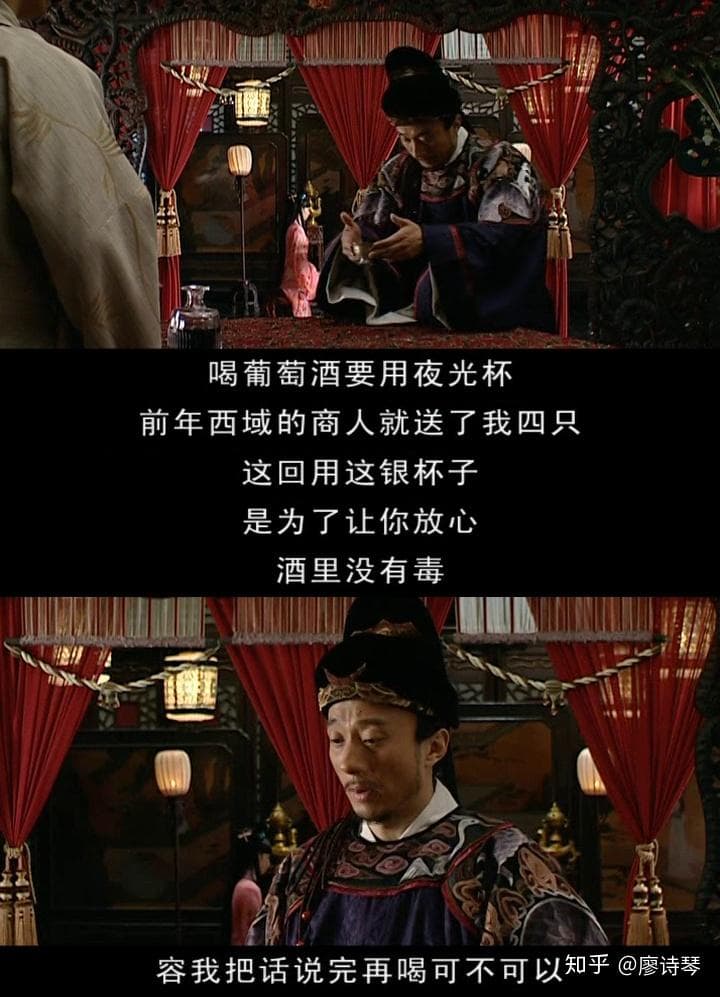 喝葡萄酒要用夜光杯
前年西域的商人就送了我四只
这回用这银杯子
是为了让你放心
酒里没有毒
容我把话说完再喝可不可以
知乎 @廖诗琴